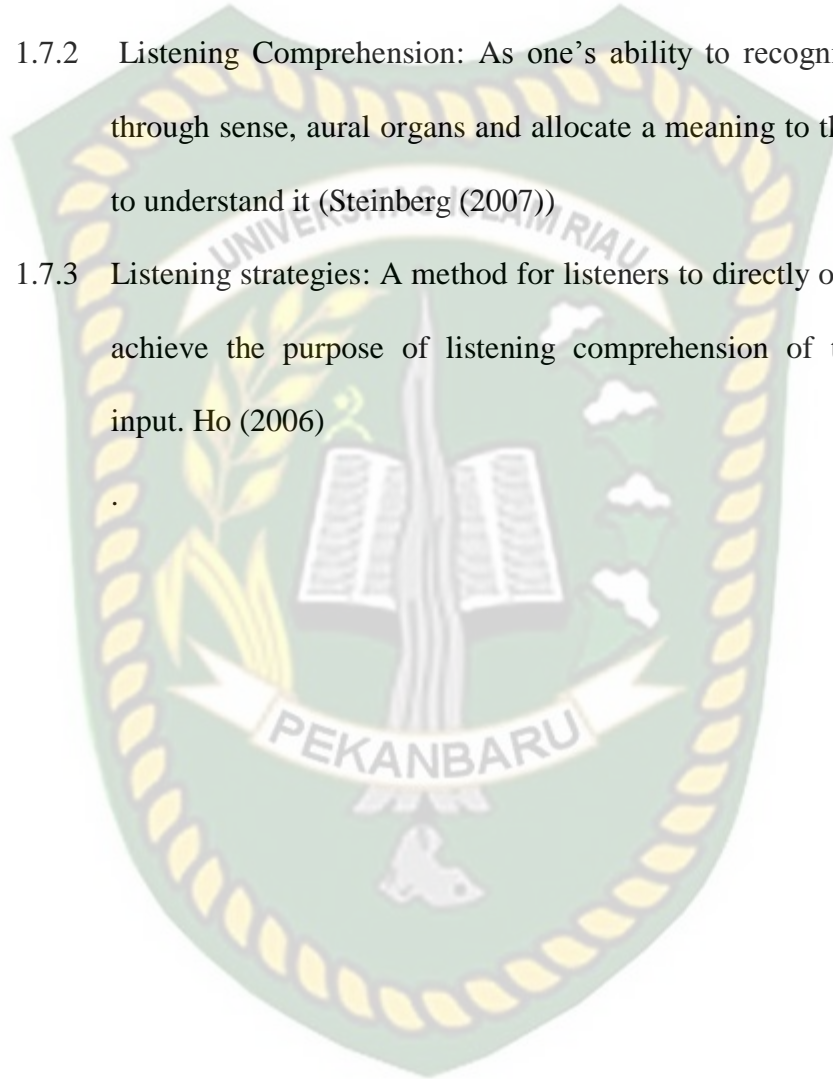 1.7.2 Listening Comprehension: As one's ability to recogni
through sense, aural organs and allocate a meaning to th
to understand it (Steinberg (2007))
UNIVERSITAS ISLAM RIAU
1.7.3 Listening strategies: A method for listeners to directly o
achieve the purpose of listening comprehension of t
input. Ho (2006)
.
PEKANBARU